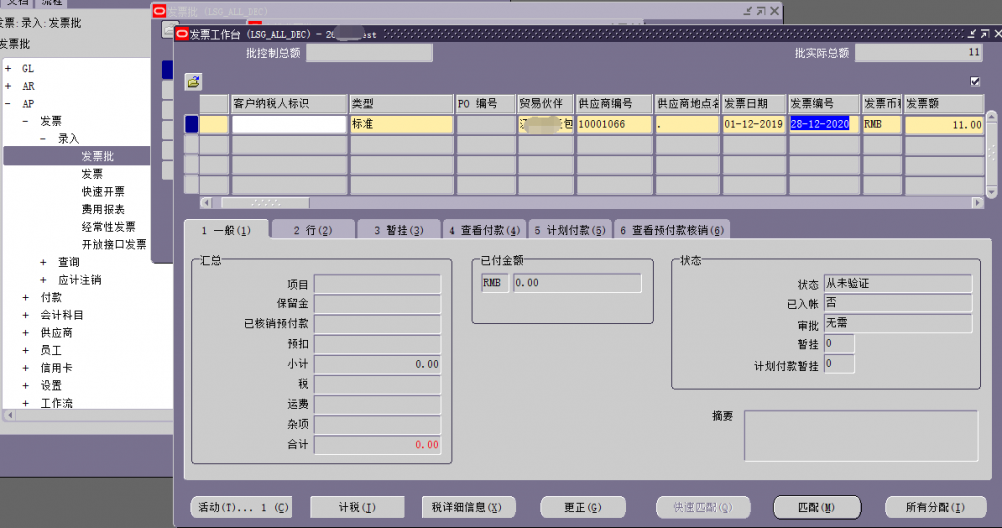 文档 流程
发票:录入:发票批
发票批
+ GL
+ AR
- AP
- 发票
- 录入
发票批
发票
快速开票
费用报表
经常性发票
开放接口发票
+ 查询
+ 应计注销
+ 付款
+ 会计科目
+ 供应商
+ 员工
+ 信用卡
+ 设置
+ 工作流
发票批 (LSG_ALL_DEC)
发票工作台 (LSG_ALL_DEC) - 20 est
批控制总额
批实际总额 11
客户纳税人标识 类型 PO 编号 贸易伙伴 供应商编号 供应商地点名 发票日期 发票编号 发票币 发票额
标准 包 10001066 . 01-12-2019 28-12-2020 RMB 11.00
1 一般(1) 2 行(2) 3 暂挂(3) 4 查看付款(4) 5 计划付款(5) 6 查看预付款核销(6)
汇总
项目
保留金
已核销预付款
预扣
小计 0.00
税
运费
杂项
合计 0.00
已付金额
RMB 0.00
状态
状态 从未验证
已入帐 否
审批 无需
暂挂 0
计划付款暂挂 0
摘要
活动(T)... 1 (C) 计税(I) 税详细信息(X) 更正(G) 快速匹配(Q) 匹配(M) 所有分配(I)